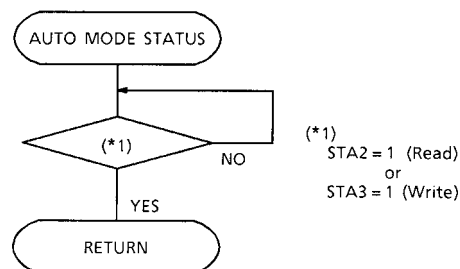 AUTO MODE STATUS
(*1)
NO
YES
RETURN
(*1)
STA2 = 1 (Read)
or
STA3 = 1 (Write)